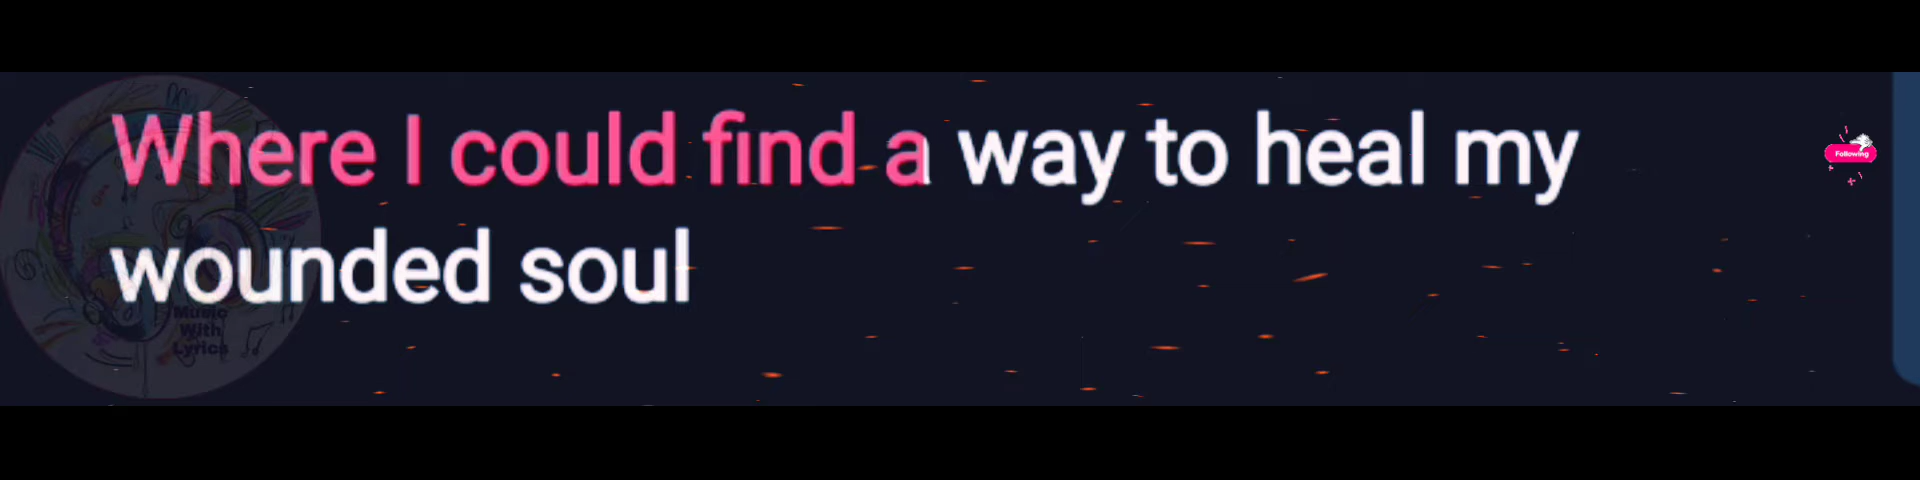 Where I could find a way to heal my
wounded soul
Music
With
Lyrics
Following